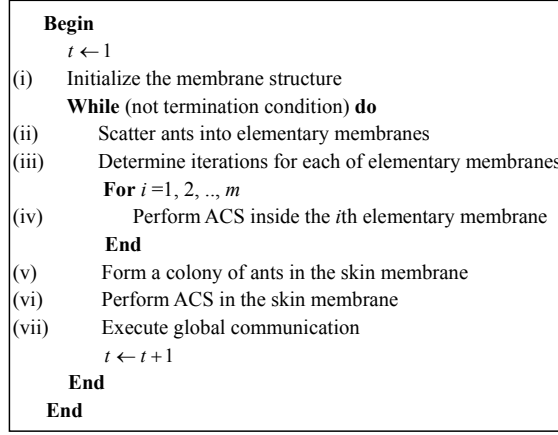 Begin
t ← 1
(i) Initialize the membrane structure
While (not termination condition) do
(ii) Scatter ants into elementary membranes
(iii) Determine iterations for each of elementary membranes
For i =1, 2, .., m
(iv) Perform ACS inside the ith elementary membrane
End
(v) Form a colony of ants in the skin membrane
(vi) Perform ACS in the skin membrane
(vii) Execute global communication
t ← t + 1
End
End